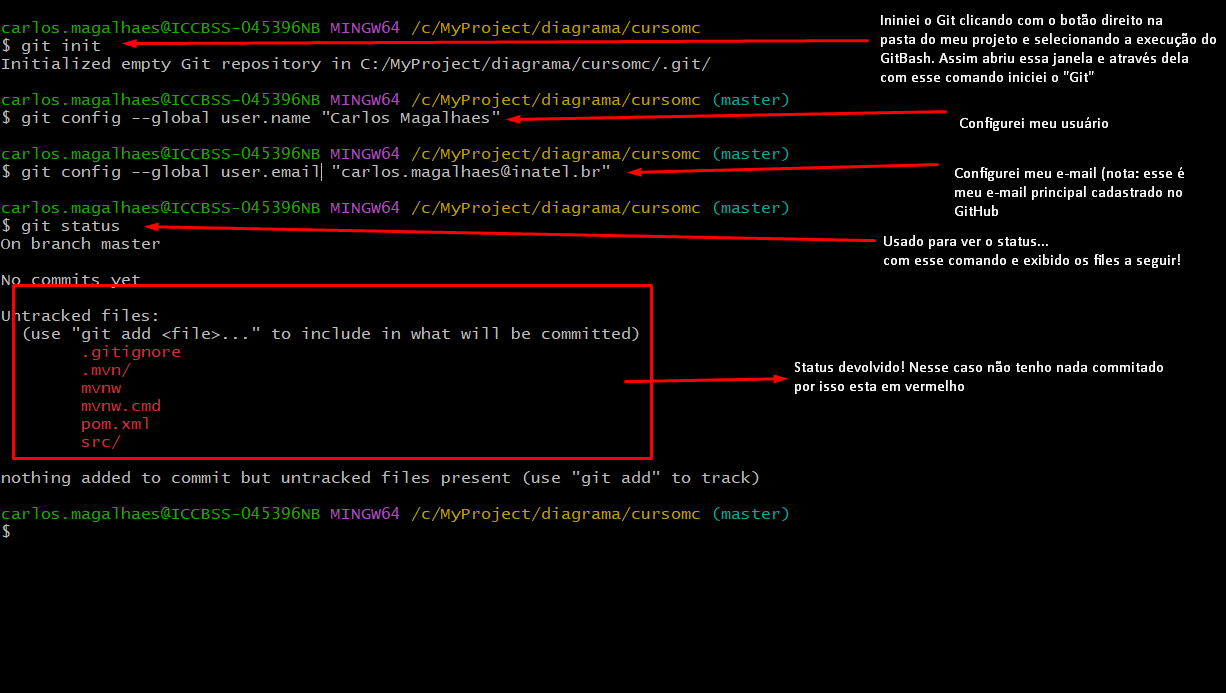 carlos.magalhaes@ICCBSS-O45396NB MINGW64 /c/MyProject/diagrama/cursomc
$ git init
Initialized empty Git repository in C:/MyProject/diagrama/cursomc/.git/
Ininiei o Git clicando com o botão direito na
pasta do meu projeto e selecionando a execução do
GitBash. Assim abriu essa janela e através dela
com esse comando iniciei o "Git"
carlos.magalhaes@ICCBSS-O45396NB MINGW64 /c/MyProject/diagrama/cursomc (master)
$ git config --global user.name "Carlos Magalhaes"
Configurei meu usuário
carlos.magalhaes@ICCBSS-O45396NB MINGW64 /c/MyProject/diagrama/cursomc (master)
$ git config --global user.email "carlos.magalhaes@inatel.br"
Configurei meu e-mail (nota: esse é
meu e-mail principal cadastrado no
GitHub
carlos.magalhaes@ICCBSS-O45396NB MINGW64 /c/MyProject/diagrama/cursomc (master)
$ git status
On branch master
Usado para ver o status...
com esse comando e exibido os files a seguir!
No commits yet
Untracked files:
(use "git add <file>..." to include in what will be committed)
.gitignore
.mvn/
mvnw
mvnw.cmd
pom.xml
src/
Status devolvido! Nesse caso não tenho nada commitado
por isso esta em vermelho
nothing added to commit but untracked files present (use "git add" to track)
carlos.magalhaes@ICCBSS-O45396NB MINGW64 /c/MyProject/diagrama/cursomc (master)
$